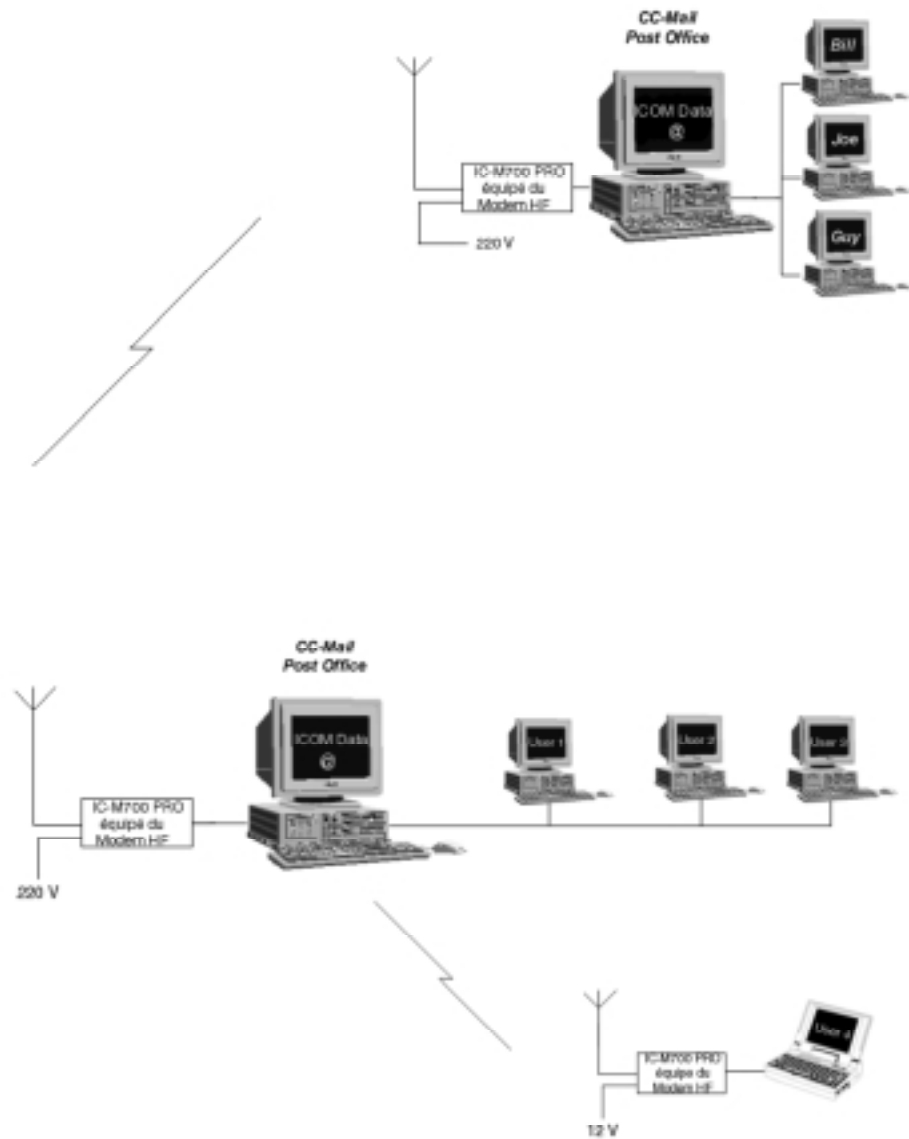 CC-Mail
Post Office
Bill
ICOM Data
@
Joe
IC-M700 PRO
équipé du
Modem HF
Guy
220 V
CC-Mail
Post Office
ICOM Data
@
User 1
User 2
User 3
IC-M700 PRO
équipé du
Modem HF
220 V
User 4
IC-M700 PRO
équipé du
Modem HF
12 V